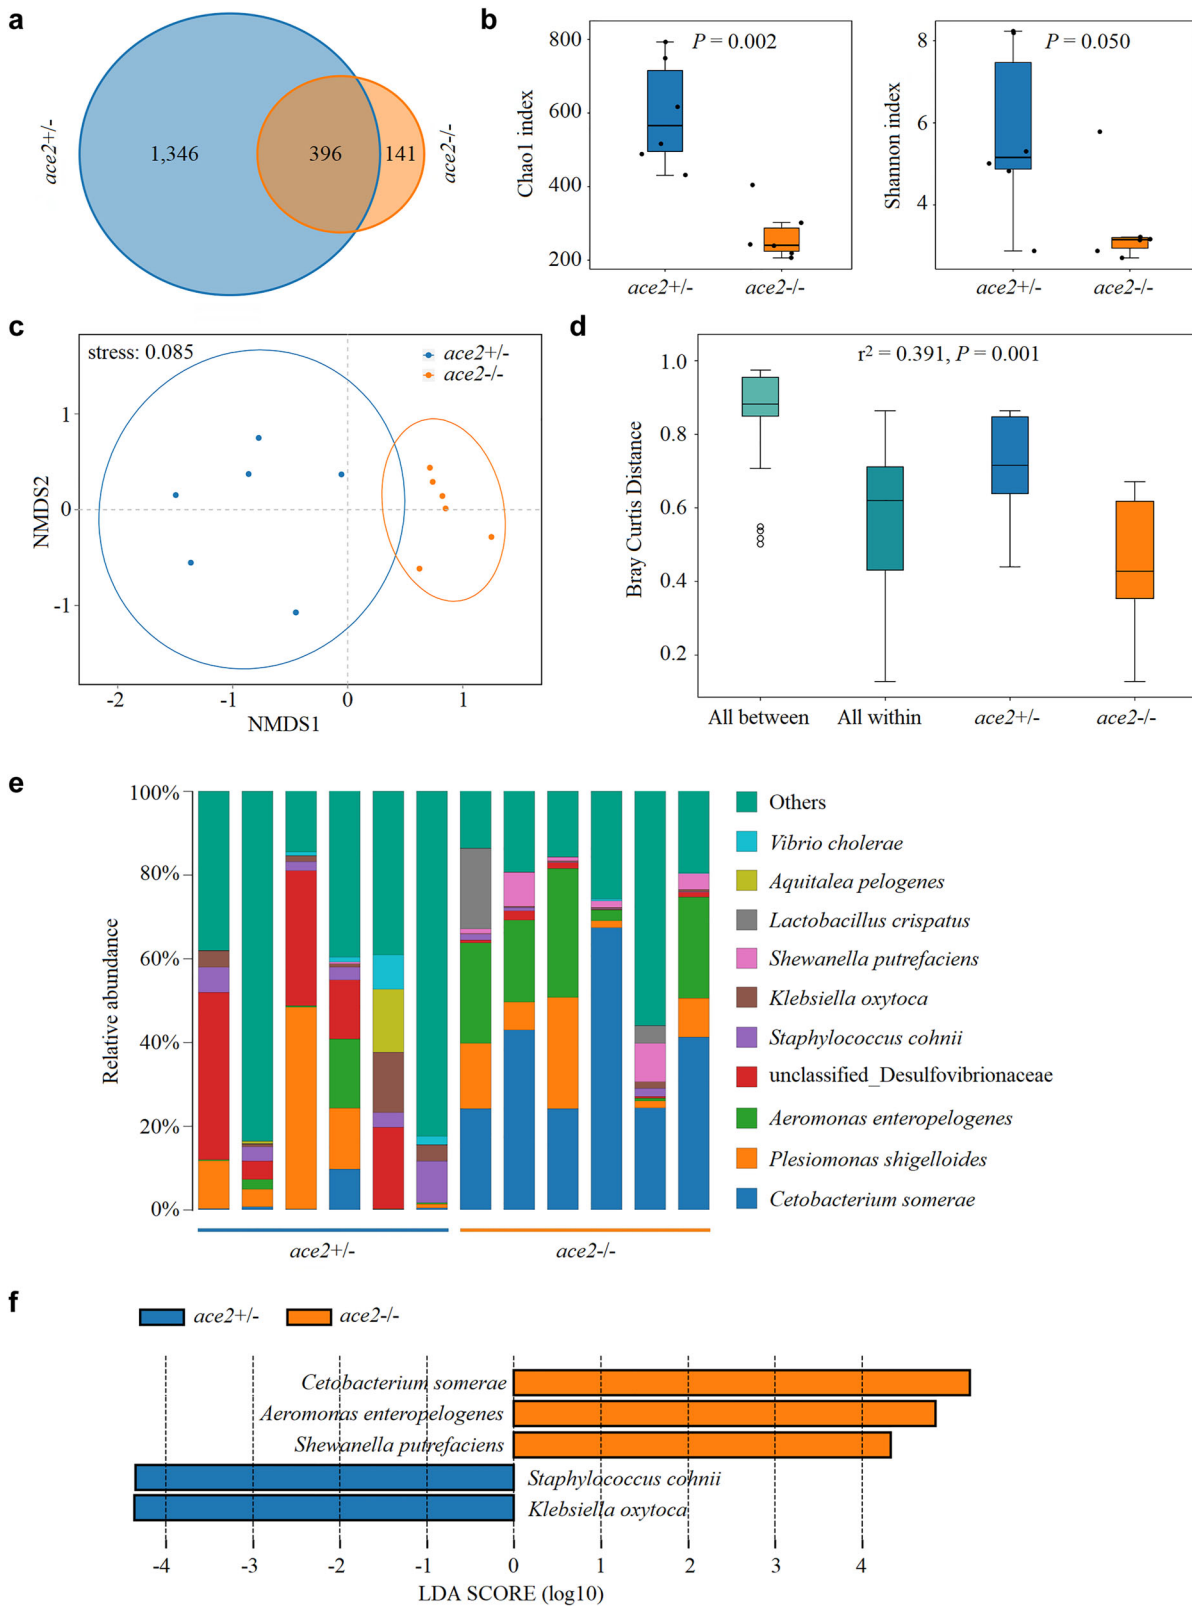 a
ace2+/-
1,346
396
141
ace2-/-
b
Chao1 index
800
600
400
200
P = 0.002
ace2+/-
ace2-/-
Shannon index
8
6
4
P = 0.050
ace2+/-
ace2-/-
c
stress: 0.085
ace2+/-
ace2-/-
NMDS2
1
0
-1
-2
-1
0
1
NMDS1
d
r² = 0.391, P = 0.001
Bray Curtis Distance
1.0
0.8
0.6
0.4
0.2
All between
All within
ace2+/-
ace2-/-
e
Relative abundance
100%
80%
60%
40%
20%
0%
ace2+/-
ace2-/-
Others
Vibrio cholerae
Aquitalea pelogenes
Lactobacillus crispatus
Shewanella putrefaciens
Klebsiella oxytoca
Staphylococcus cohnii
unclassified_Desulfovibrionaceae
Aeromonas enteropelogenes
Plesiomonas shigelloides
Cetobacterium somerae
f
ace2+/-
ace2-/-
Cetobacterium somerae
Aeromonas enteropelogenes
Shewanella putrefaciens
Staphylococcus cohnii
Klebsiella oxytoca
-4
-3
-2
-1
0
1
2
3
4
LDA SCORE (log10)